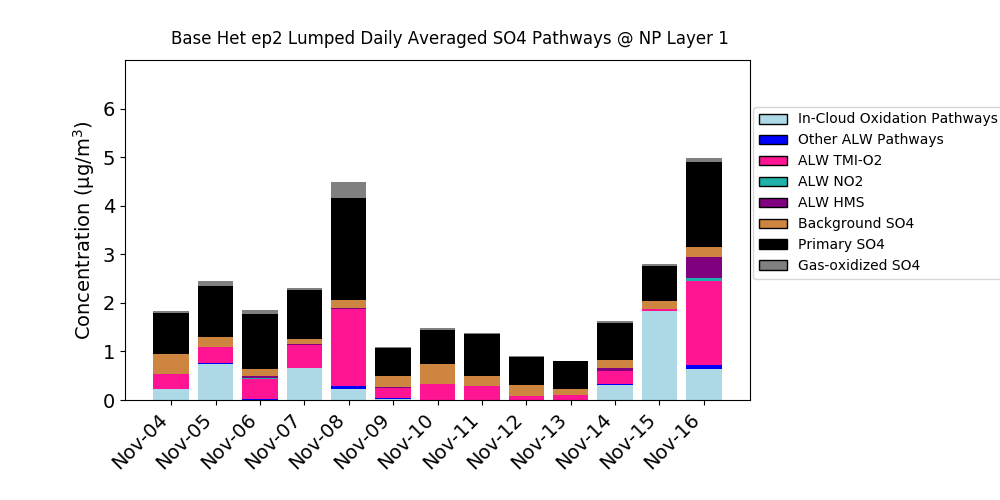 Base Het ep2 Lumped Daily Averaged SO4 Pathways @ NP Layer 1
Concentration (μg/m³)
6
5
4
3
2
1
0
Nov-04
Nov-05
Nov-06
Nov-07
Nov-08
Nov-09
Nov-10
Nov-11
Nov-12
Nov-13
Nov-14
Nov-15
Nov-16
In-Cloud Oxidation Pathways
Other ALW Pathways
ALW TMI-O2
ALW NO2
ALW HMS
Background SO4
Primary SO4
Gas-oxidized SO4